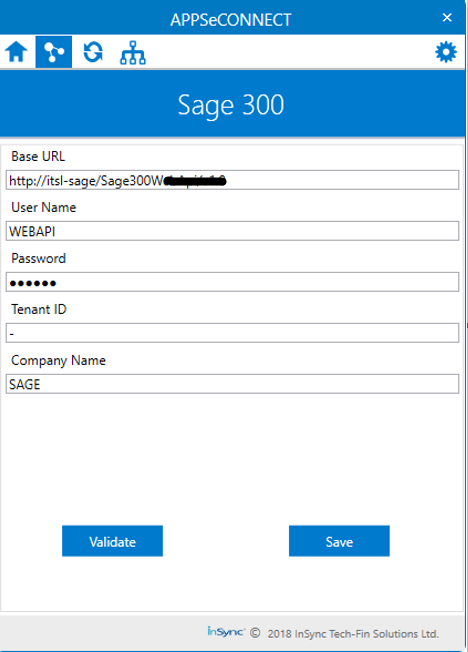 APPSeCONNECT
Sage 300
Base URL
http://itsl-sage/Sage300W
User Name
WEBAPI
Password
●●●●●●
Tenant ID
-
Company Name
SAGE
Validate Save
inSync © 2018 InSync Tech-Fin Solutions Ltd.